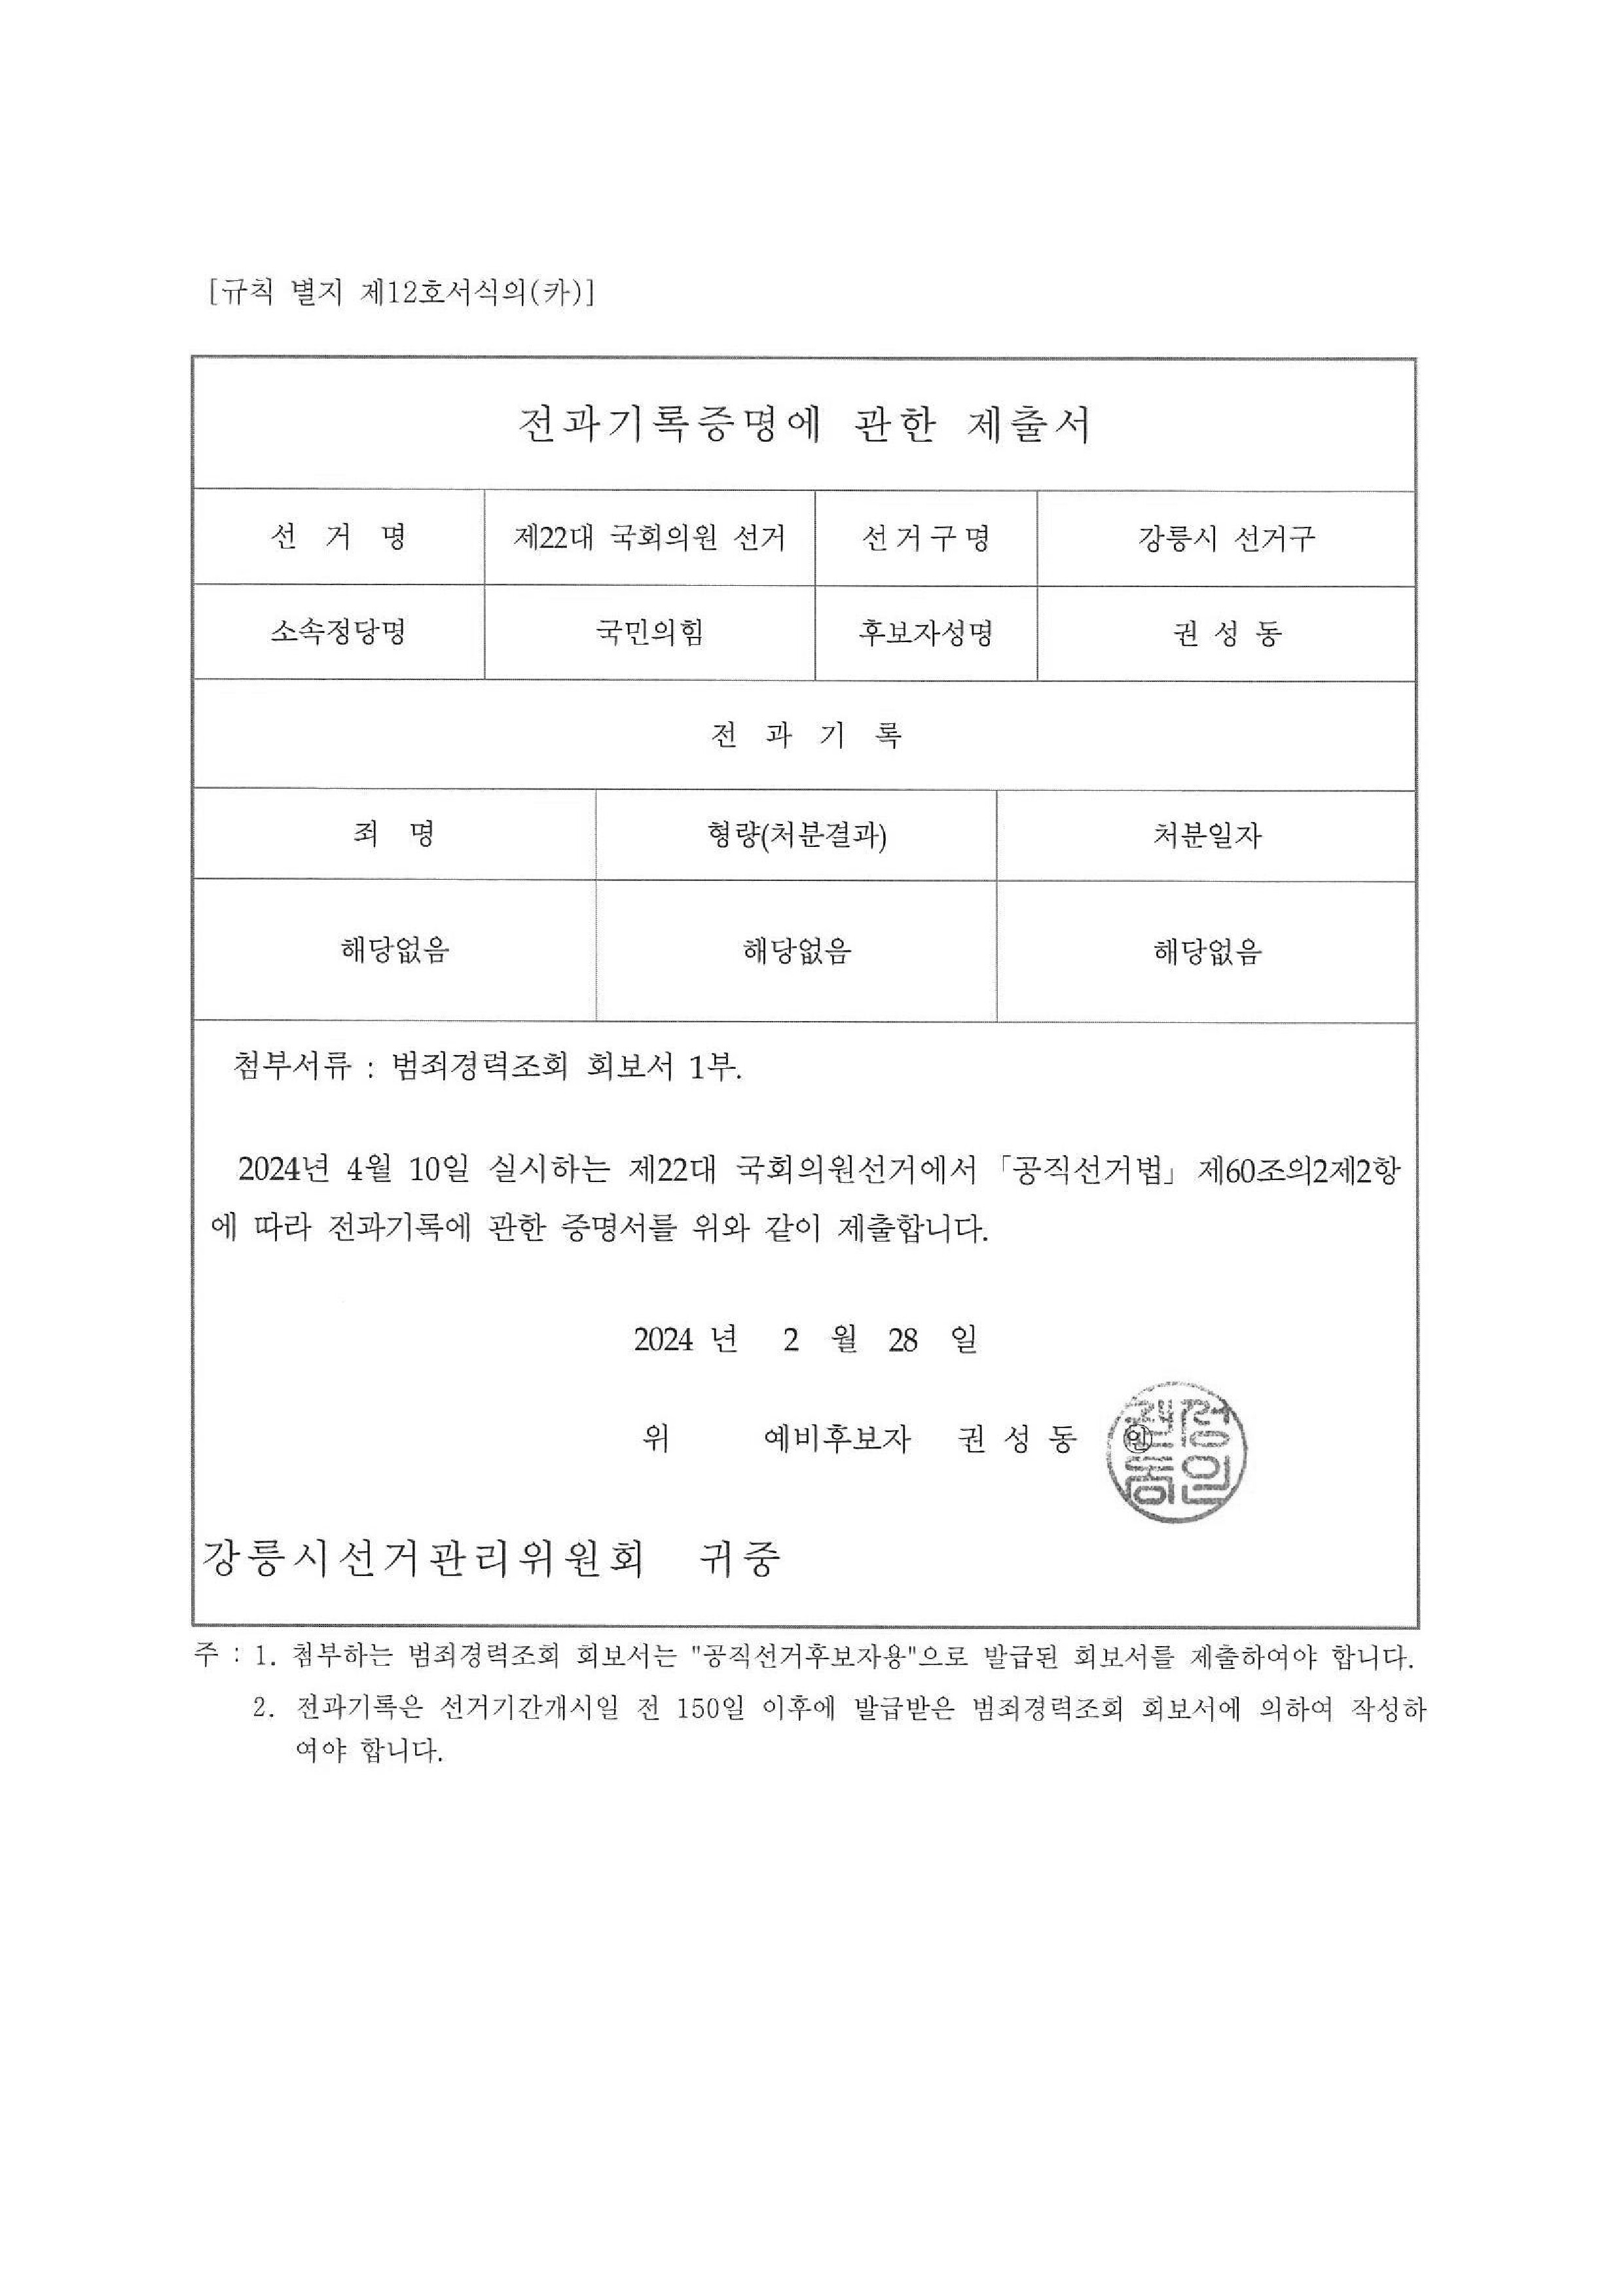 [규칙 별지 제12호서식의(카)]
전과기록증명에 관한 제출서
선 거 명 제22대 국회의원 선거 선거구명 강릉시 선거구
소속정당명 국민의힘 후보자성명 권 성 동
전 과 기 록
죄 명 형량(처분결과) 처분일자
해당없음 해당없음 해당없음
첨부서류 : 범죄경력조회 회보서 1부.
2024년 4월 10일 실시하는 제22대 국회의원선거에서 「공직선거법」 제60조의2제2항
에 따라 전과기록에 관한 증명서를 위와 같이 제출합니다.
2024 년 2 월 28 일
위 예비후보자 권 성 동 ㊞
강릉시선거관리위원회 귀중
주 : 1. 첨부하는 범죄경력조회 회보서는 "공직선거후보자용"으로 발급된 회보서를 제출하여야 합니다.
2. 전과기록은 선거기간개시일 전 150일 이후에 발급받은 범죄경력조회 회보서에 의하여 작성하
여야 합니다.